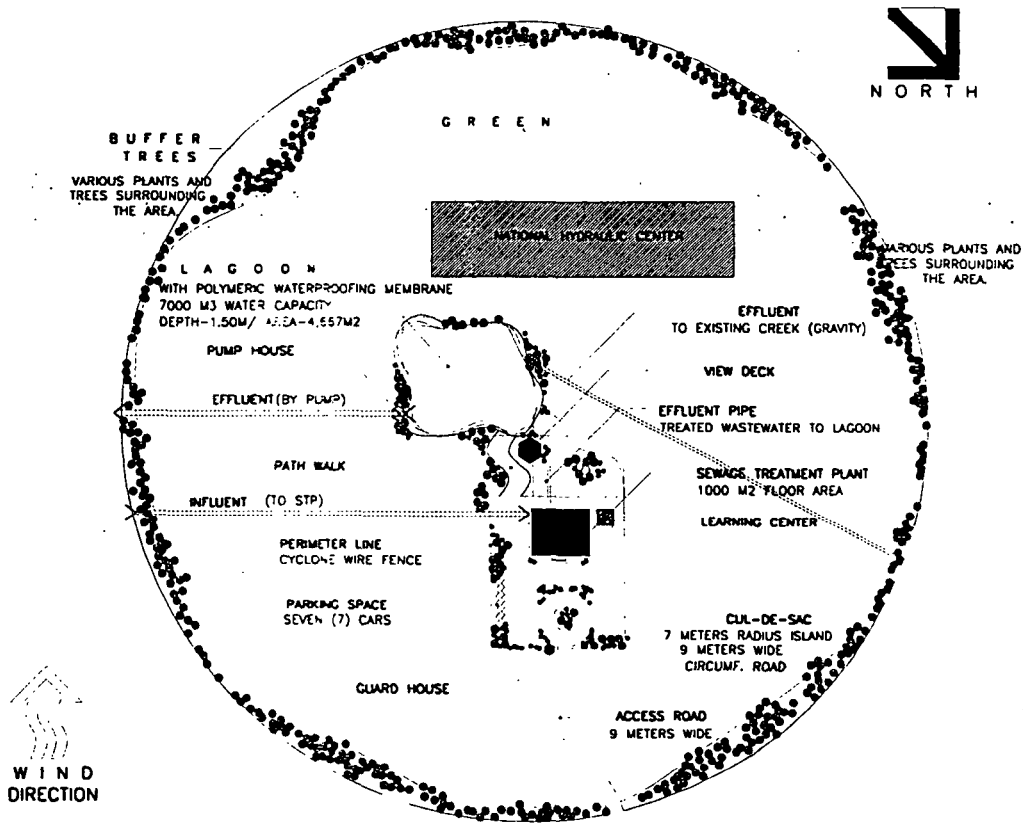 NORTH
GREEN
BUFFER
TREES
VARIOUS PLANTS AND
TREES SURROUNDING
THE AREA.
NATIONAL HYDRAULIC CENTER
VARIOUS PLANTS AND
TREES SURROUNDING
THE AREA.
LAGOON
WITH POLYMERIC WATERPROOFING MEMBRANE
7000 M3 WATER CAPACITY
DEPTH-1.50M/ AREA-4,667M2
EFFLUENT
TO EXISTING CREEK (GRAVITY)
PUMP HOUSE
VIEW DECK
EFFLUENT (BY PUMP)
EFFLUENT PIPE
TREATED WASTEWATER TO LAGOON
PATH WALK
SEWAGE TREATMENT PLANT
1000 M2 FLOOR AREA
INFLUENT (TO STP)
LEARNING CENTER
PERIMETER LINE
CYCLONE WIRE FENCE
PARKING SPACE
SEVEN (7) CARS
CUL-DE-SAC
7 METERS RADIUS ISLAND
9 METERS WIDE
CIRCUMF. ROAD
GUARD HOUSE
ACCESS ROAD
9 METERS WIDE
WIND
DIRECTION